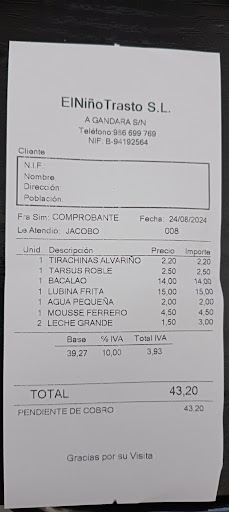 ElNiñoTrasto S.L.
A GANDARA S/N
Teléfono:986 699 769
NIF: B-94192564
Cliente
N.I.F.:
Nombre
Dirección
Población.
Fra Sim: COMPROBANTE Fecha: 24/08/2024
Le Atendio: JACOBO 008
Unid. Descripción Precio Importe
1 TIRACHINAS ALVARIÑO 2,20 2,20
1 TARSUS ROBLE 2,50 2,50
1 BACALAO 14,00 14,00
1 LUBINA FRITA 15,00 15,00
1 AGUA PEQUEÑA 2,00 2,00
1 MOUSSE FERRERO 4,50 4,50
2 LECHE GRANDE 1,50 3,00
Base % IVA Total IVA
39,27 10,00 3,93
TOTAL 43,20
PENDIENTE DE COBRO 43,20
Gracias por su Visita